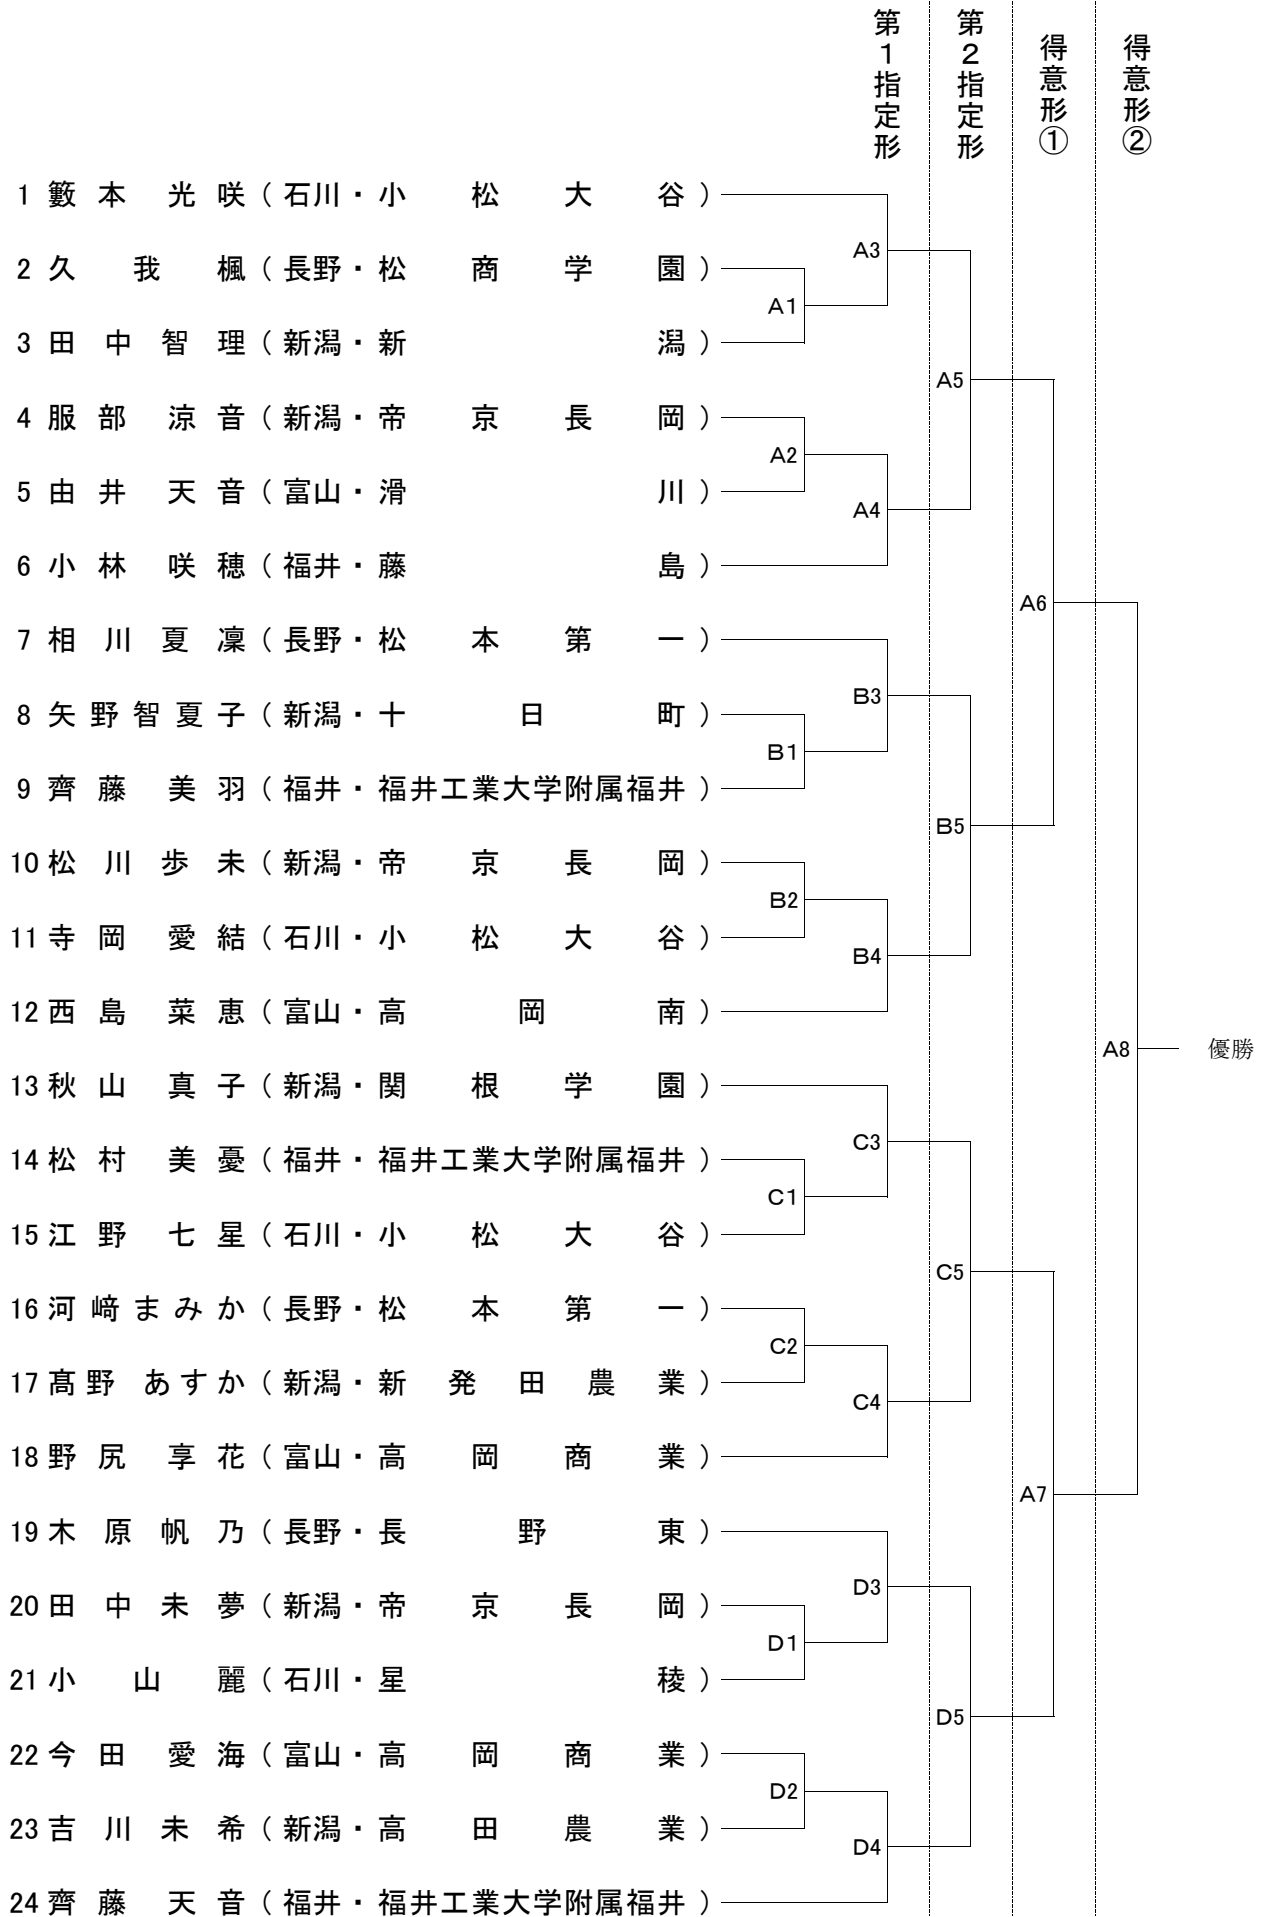 第1指定形 第2指定形 得意形① 得意形②
1 籔本 光咲(石川・小松大谷)
A3
2 久我 楓(長野・松商学園)
A1
3 田中智理(新潟・新潟)
A5
4 服部 涼音(新潟・帝京長岡)
A2
5 由井 天音(富山・滑川)
A4
6 小林 咲穂(福井・藤島)
A6
7 相川夏凜(長野・松本第一)
B3
8 矢野智夏子(新潟・十日町)
B1
9 齊藤 美羽(福井・福井工業大学附属福井)
B5
10 松川歩未(新潟・帝京長岡)
B2
11 寺岡 愛結(石川・小松大谷)
B4
12 西島 菜恵(富山・高岡南)
A8 優勝
13 秋山 真子(新潟・関根学園)
C3
14 松村 美憂(福井・福井工業大学附属福井)
C1
15 江野 七星(石川・小松大谷)
C5
16 河﨑まみか(長野・松本第一)
C2
17 髙野 あすか(新潟・新発田農業)
C4
18 野尻 享花(富山・高岡商業)
A7
19 木原帆乃(長野・長野東)
D3
20 田中未夢(新潟・帝京長岡)
D1
21 小山 麗(石川・星稜)
D5
22 今田 愛海(富山・高岡商業)
D2
23 吉川未希(新潟・高田農業)
D4
24 齊藤 天音(福井・福井工業大学附属福井)